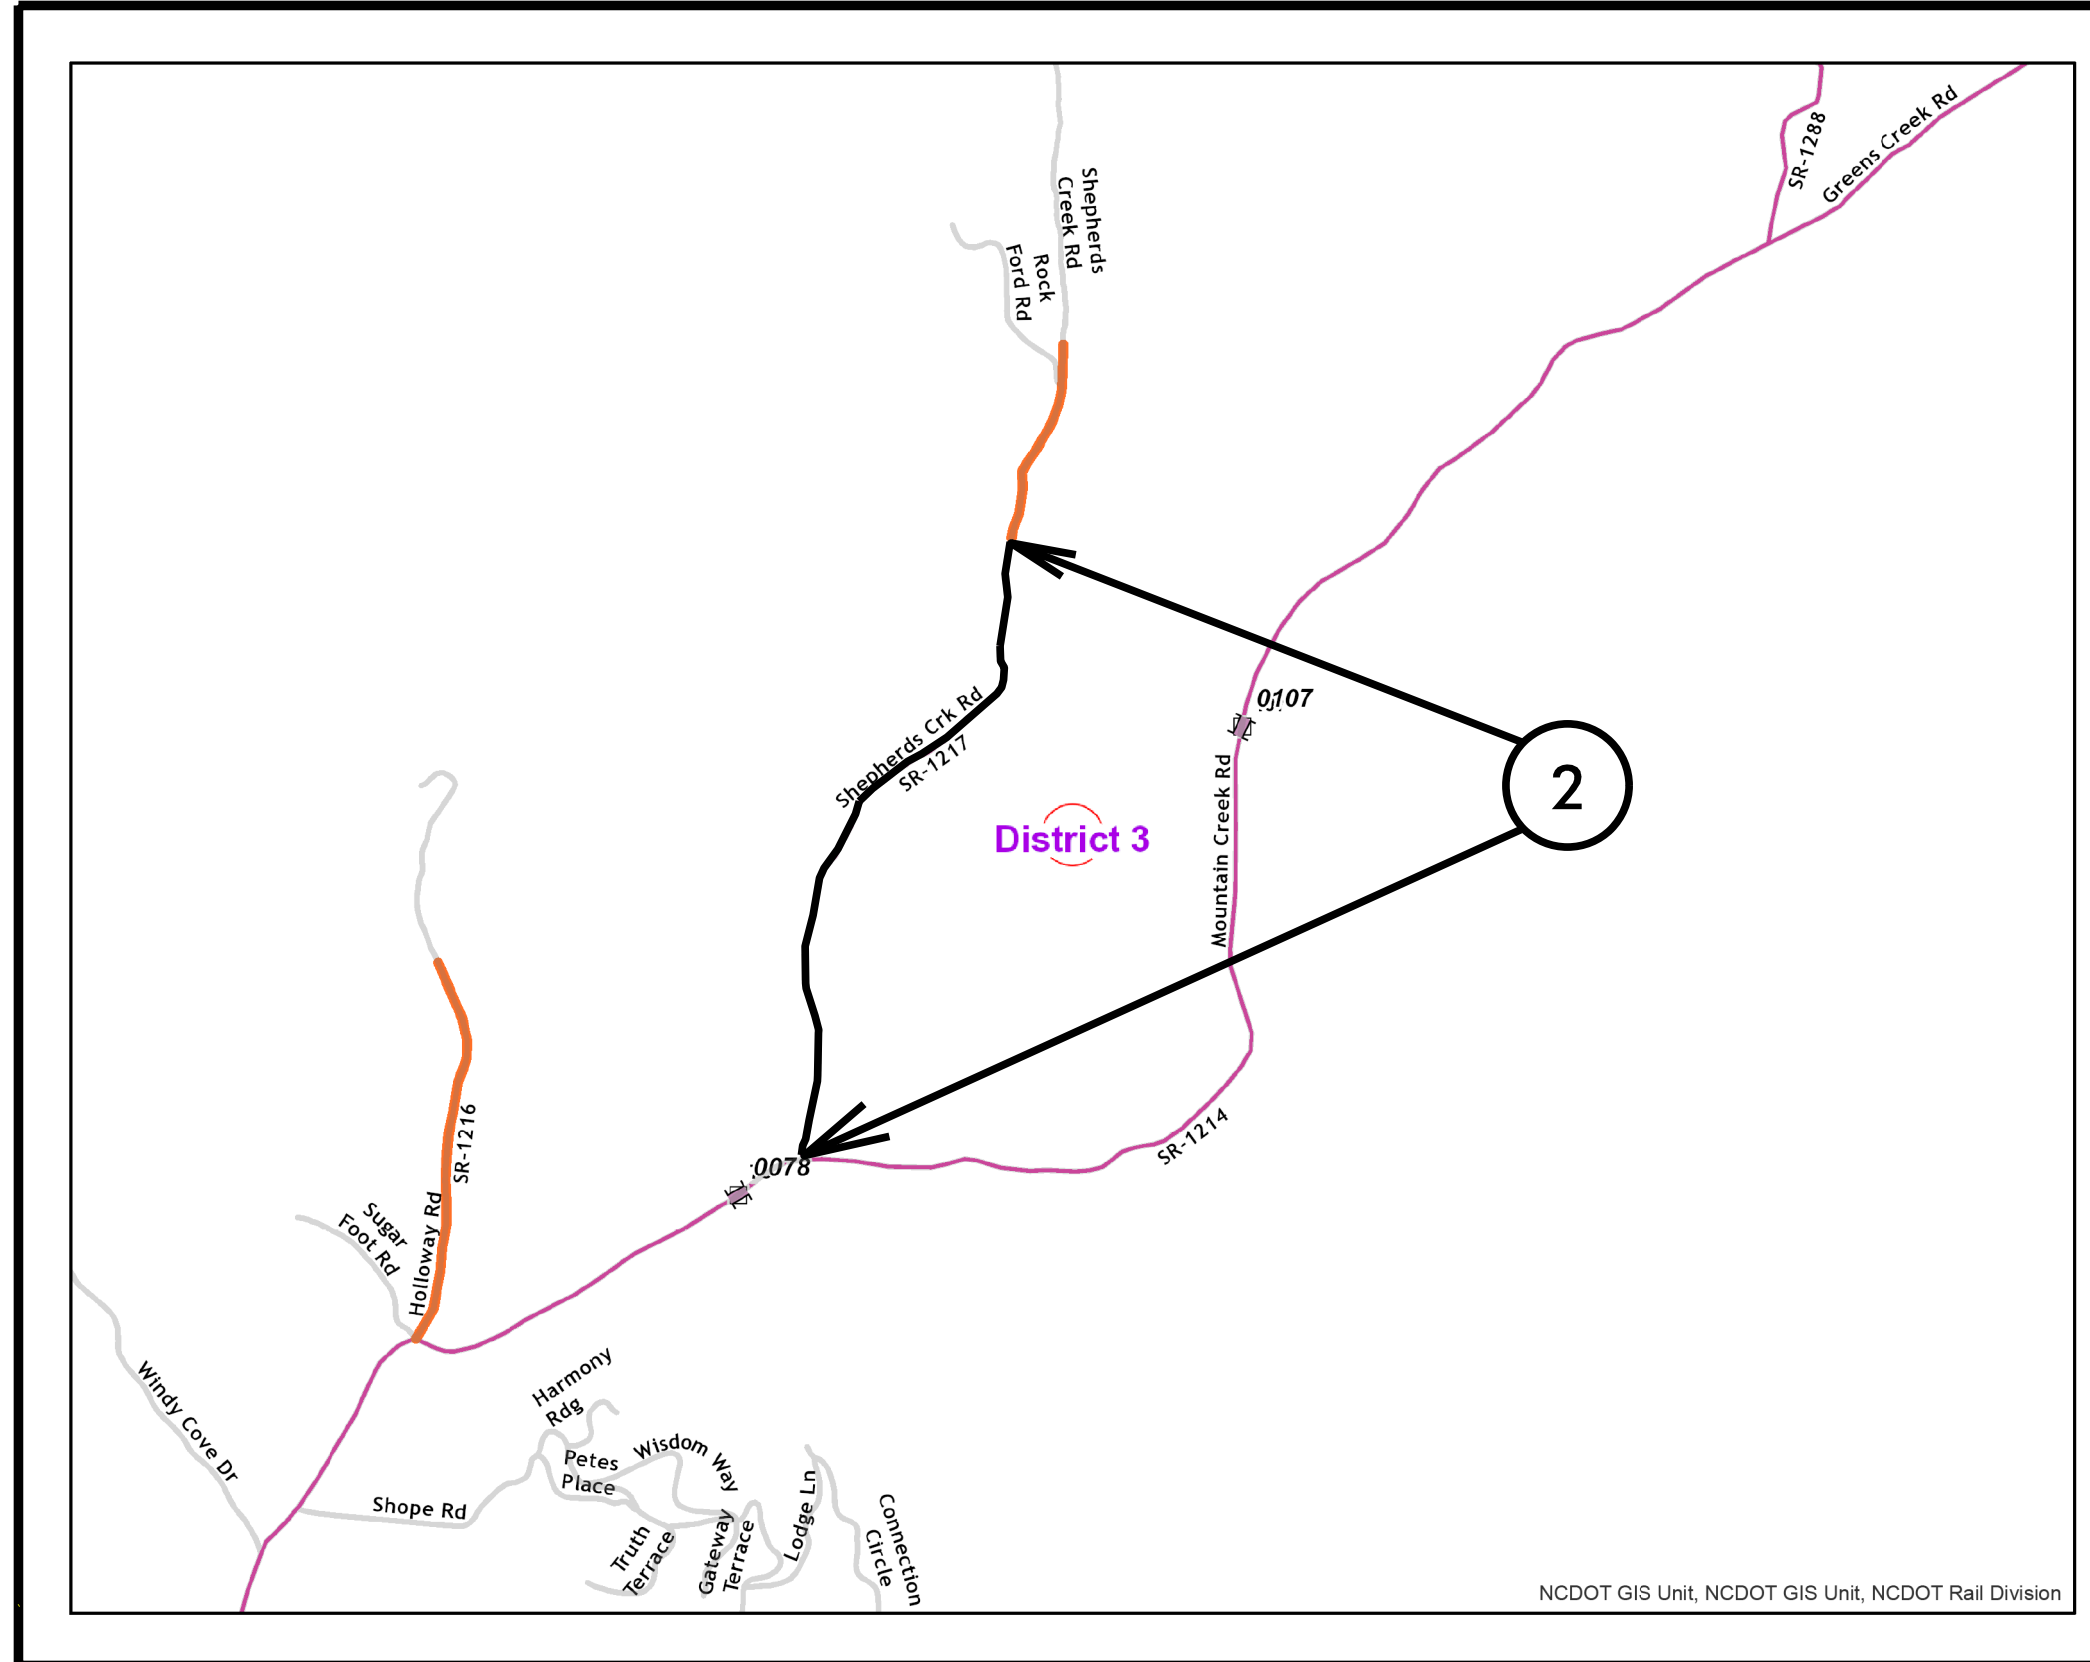 SR-1288
Greens Creek Rd
Shepherds
Creek Rd
Rock
Ford Rd
0107
Shepherds Crk Rd
SR-1217
2
District 3
Mountain Creek Rd
SR-1216
SR-1214
0078
Sugar
Foot Rd
Holloway Rd
Windy Cove Dr
Harmony
Rdg
Petes
Place
Wisdom Way
Shope Rd
Truth
Terrace
Gateway
Terrace
Lodge Ln
Connection
Circle
NCDOT GIS Unit, NCDOT GIS Unit, NCDOT Rail Division